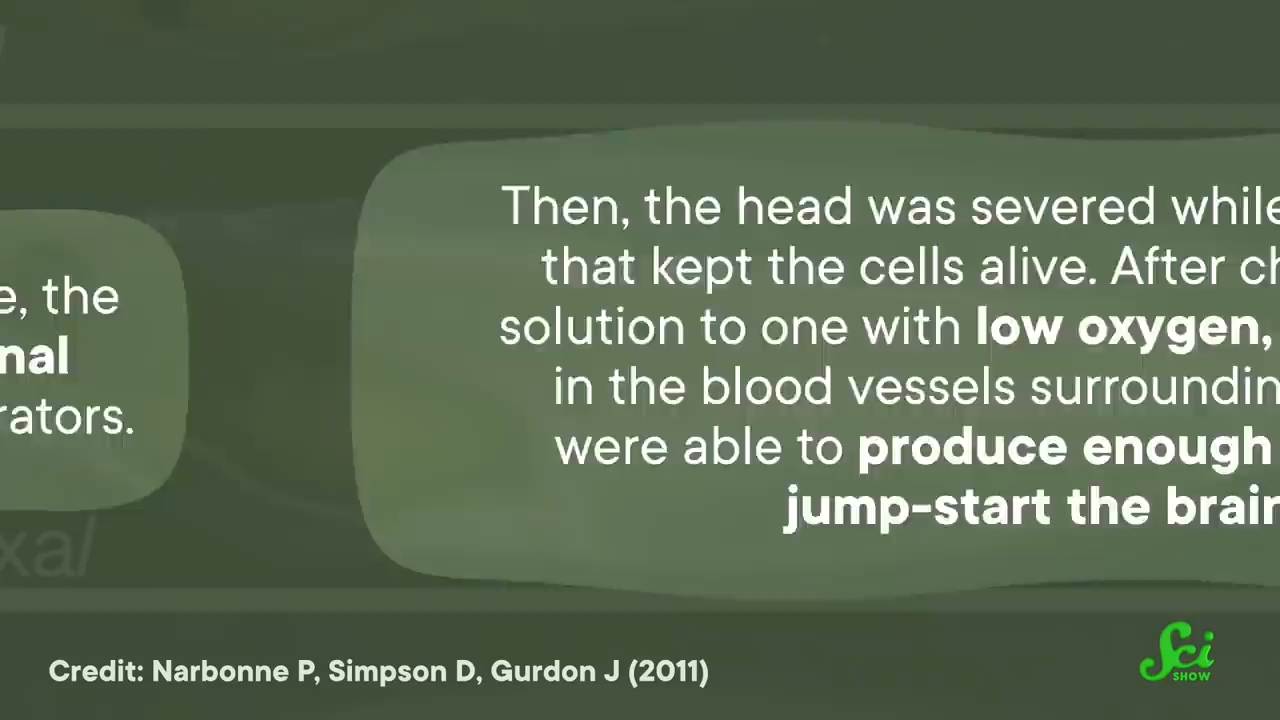 e, the
nal
rators.
Then, the head was severed while
that kept the cells alive. After ch
solution to one with low oxygen,
in the blood vessels surroundin
were able to produce enough
jump-start the brain
xal
Credit: Narbonne P, Simpson D, Gurdon J (2011)
Sci
SHOW